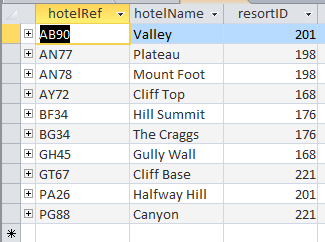 hotelRef hotelName resortID
AB90 Valley 201
AN77 Plateau 198
AN78 Mount Foot 198
AY72 Cliff Top 168
BF34 Hill Summit 176
BG34 The Craggs 176
GH45 Gully Wall 168
GT67 Cliff Base 221
PA26 Halfway Hill 201
PG88 Canyon 221